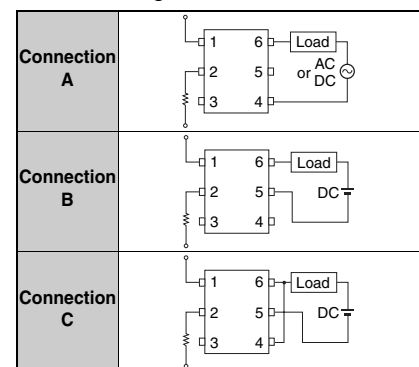 Connection
A
1 6 Load
2 5 or AC
DC
3 4
Connection
B
1 6 Load
2 5 DC
3 4
Connection
C
1 6 Load
2 5 DC
3 4